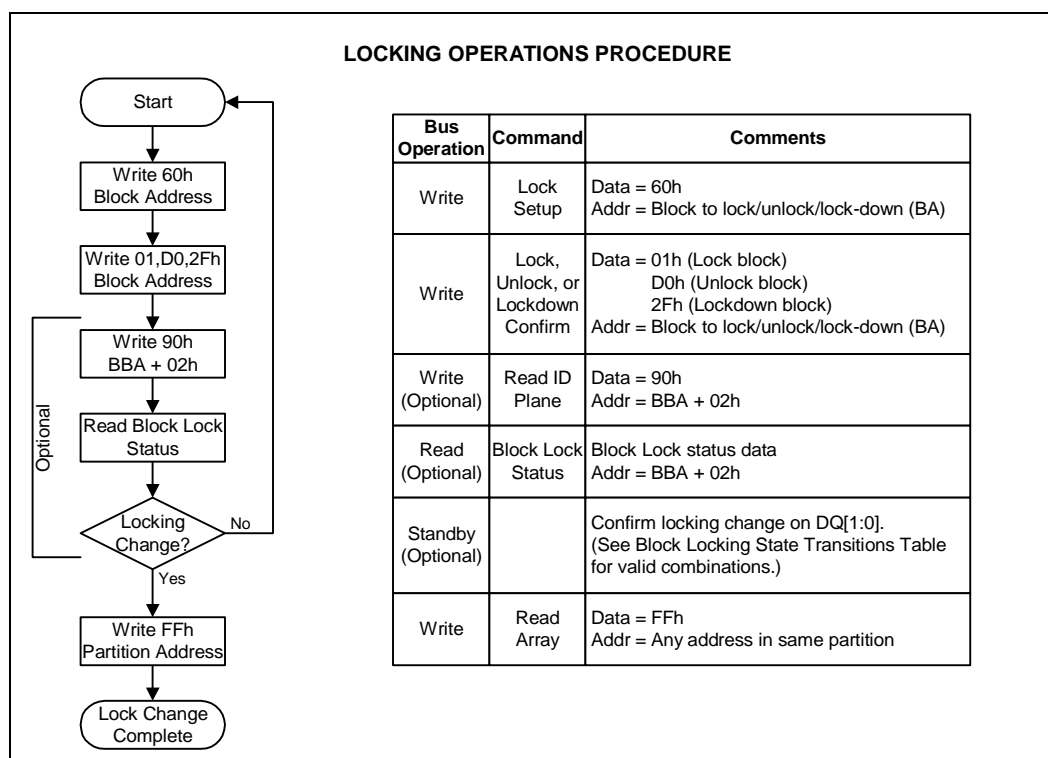 LOCKING OPERATIONS PROCEDURE
Start
Write 60h
Block Address
Write 01,D0,2Fh
Block Address
Optional
Write 90h
BBA + 02h
Read Block Lock
Status
Locking
Change?
No
Yes
Write FFh
Partition Address
Lock Change
Complete
Bus
Operation
Command
Comments
Write
Lock
Setup
Data = 60h
Addr = Block to lock/unlock/lock-down (BA)
Write
Lock,
Unlock, or
Lockdown
Confirm
Data = 01h (Lock block)
D0h (Unlock block)
2Fh (Lockdown block)
Addr = Block to lock/unlock/lock-down (BA)
Write
(Optional)
Read ID
Plane
Data = 90h
Addr = BBA + 02h
Read
(Optional)
Block Lock
Status
Block Lock status data
Addr = BBA + 02h
Standby
(Optional)
Confirm locking change on DQ[1:0].
(See Block Locking State Transitions Table
for valid combinations.)
Write
Read
Array
Data = FFh
Addr = Any address in same partition